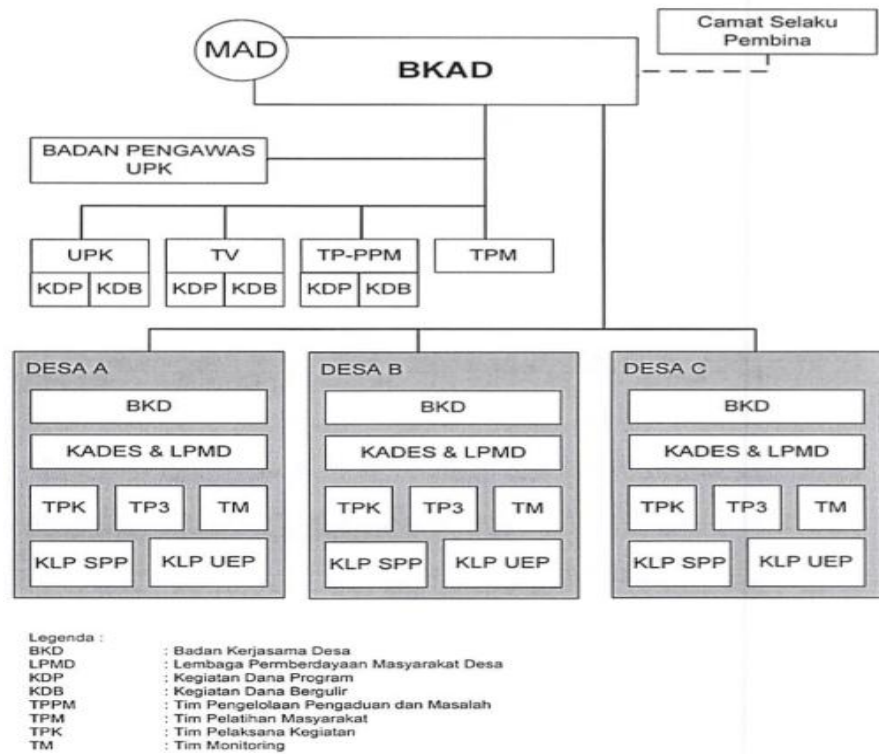 MAD
BKAD
Camat Selaku
Pembina
BADAN PENGAWAS
UPK
UPK
TV
TP-PPM
TPM
KDP
KDB
KDP
KDB
KDP
KDB
DESA A
BKD
KADES & LPMD
TPK
TP3
TM
KLP SPP
KLP UEP
DESA B
BKD
KADES & LPMD
TPK
TP3
TM
KLP SPP
KLP UEP
DESA C
BKD
KADES & LPMD
TPK
TP3
TM
KLP SPP
KLP UEP
Legenda :
BKD : Badan Kerjasama Desa
LPMD : Lembaga Permberdayaan Masyarakat Desa
KDP : Kegiatan Dana Program
KDB : Kegiatan Dana Bergulir
TPPM : Tim Pengelolaan Pengaduan dan Masalah
TPM : Tim Pelatihan Masyarakat
TPK : Tim Pelaksana Kegiatan
TM : Tim Monitoring